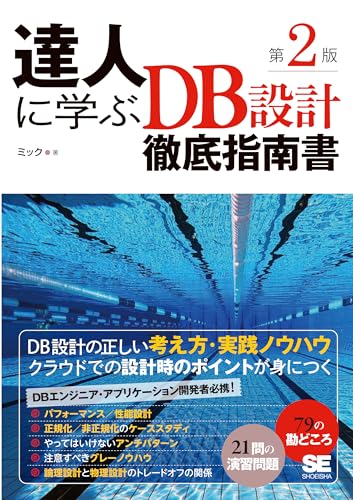 達人
に学ぶ
DB設計
第2版
徹底指南書
ミック●著
DB設計の正しい考え方・実践ノウハウ
クラウドでの設計時のポイントが身につく
DBエンジニア・アプリケーション開発者必携！
パフォーマンス／性能設計
正規化／非正規化のケーススタディ
やってはいけないアンチパターン
注意すべきグレーノウハウ
論理設計と物理設計のトレードオフの関係
21問の
演習問題
79の
勘どころ
SE
SHOEISHA